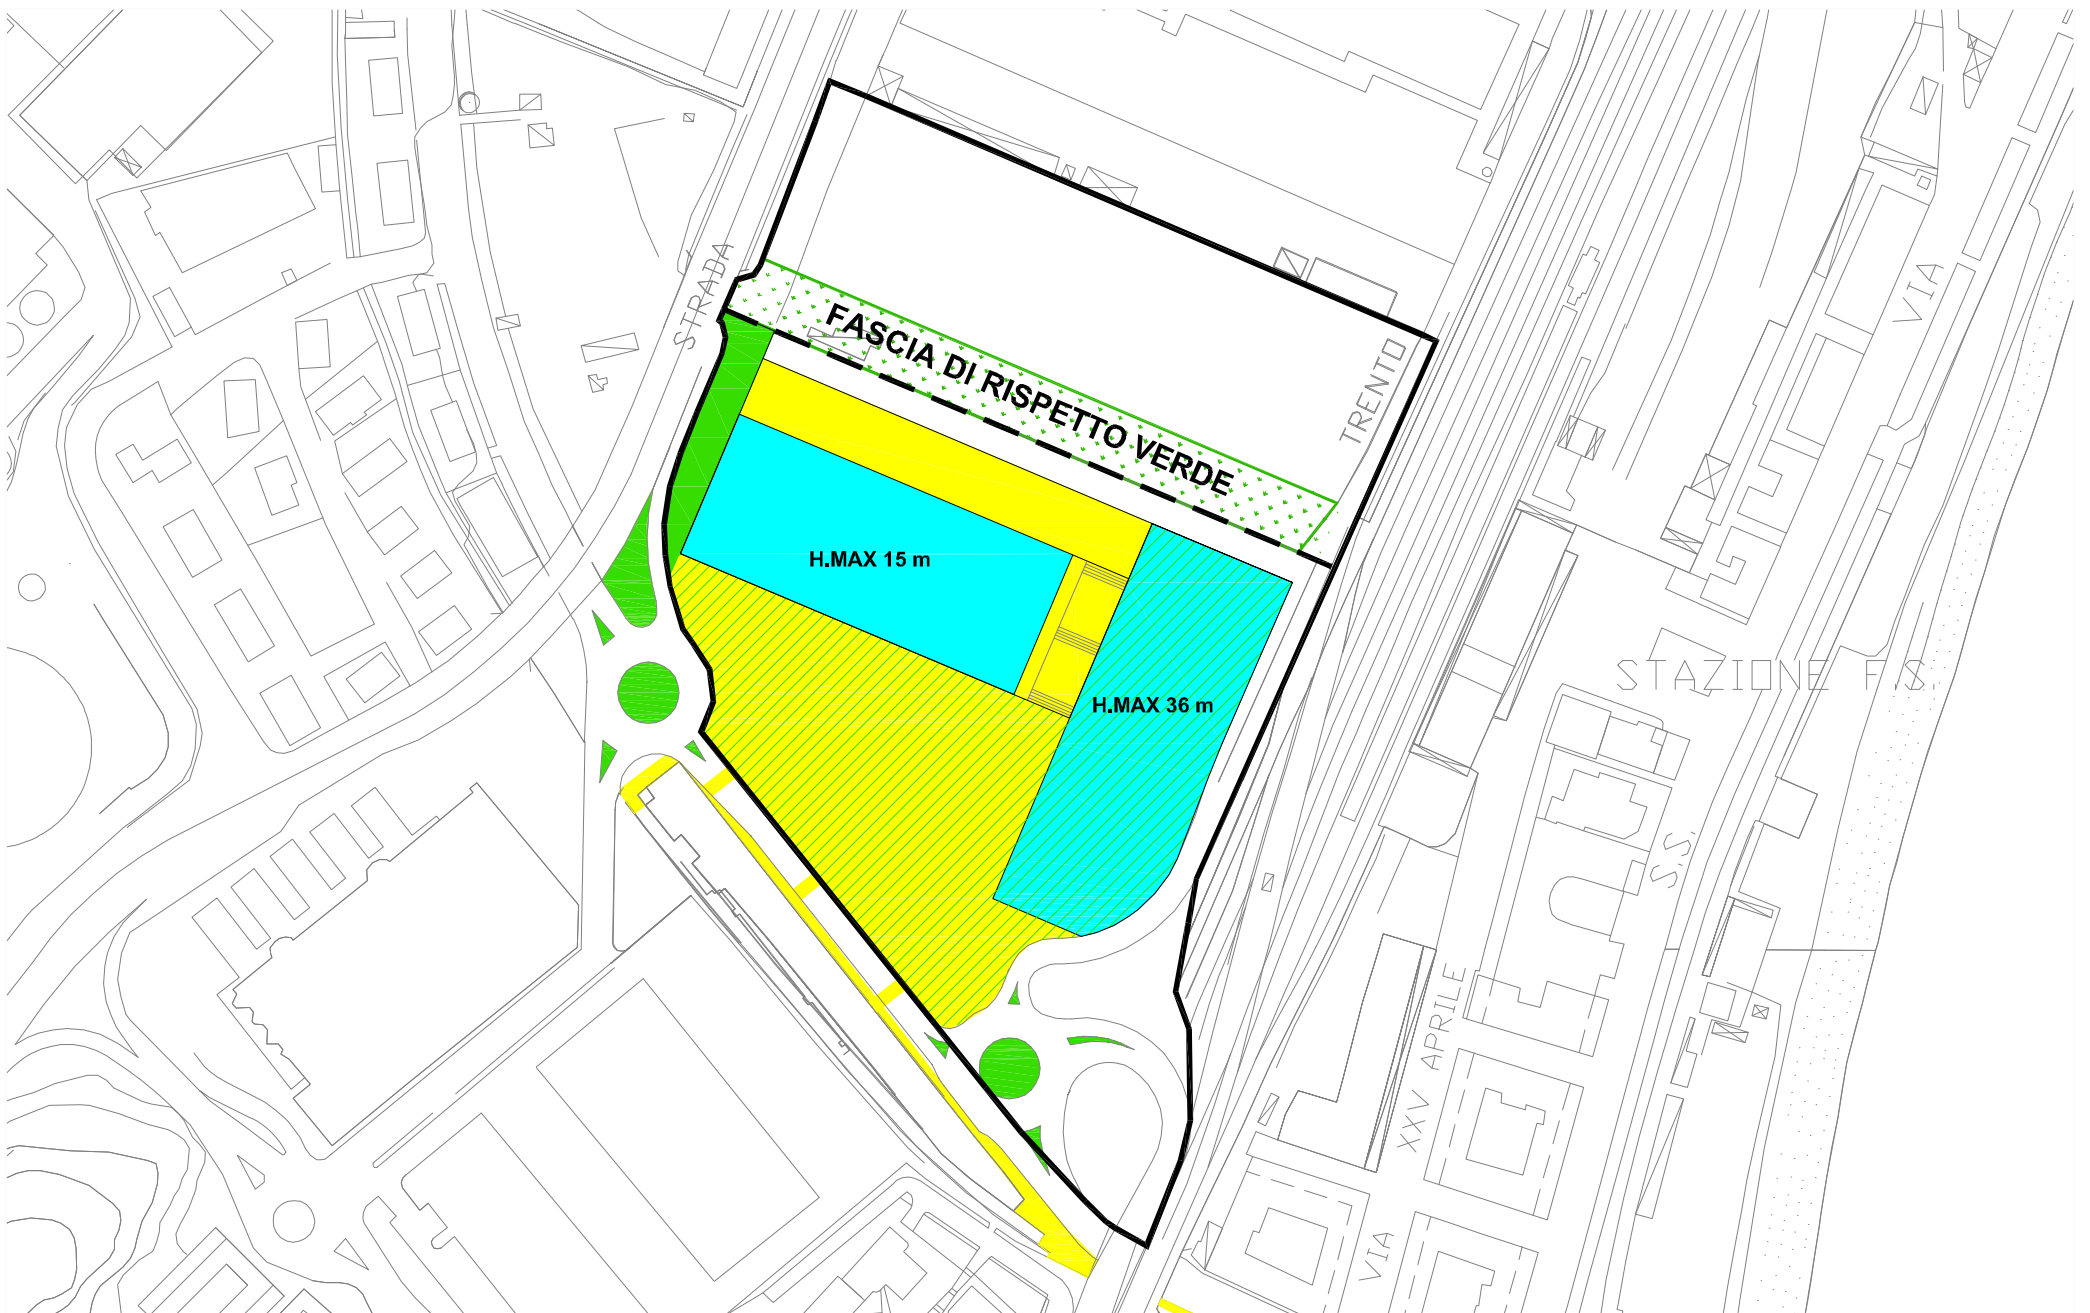 STRADA
FASCIA DI RISPETTO VERDE
TRENTO
VIA
H.MAX 15 m
H.MAX 36 m
STAZIONE F.S.
S.S.
XXV APRILE
VIA